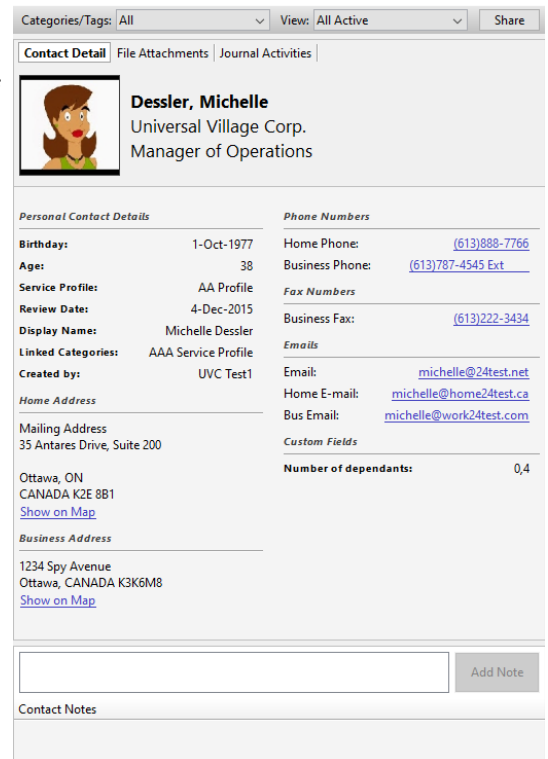 Categories/Tags: All View: All Active Share
Contact Detail File Attachments Journal Activities
Dessler, Michelle
Universal Village Corp.
Manager of Operations
Personal Contact Details
Birthday: 1-Oct-1977
Age: 38
Service Profile: AA Profile
Review Date: 4-Dec-2015
Display Name: Michelle Dessler
Linked Categories: AAA Service Profile
Created by: UVC Test1
Home Address
Mailing Address
35 Antares Drive, Suite 200
Ottawa, ON
CANADA K2E 8B1
Show on Map
Business Address
1234 Spy Avenue
Ottawa, CANADA K3K6M8
Show on Map
Phone Numbers
Home Phone: (613)888-7766
Business Phone: (613)787-4545 Ext
Fax Numbers
Business Fax: (613)222-3434
Emails
Email: michelle@24test.net
Home E-mail: michelle@home24test.ca
Bus Email: michelle@work24test.com
Custom Fields
Number of dependants: 0,4
Add Note
Contact Notes